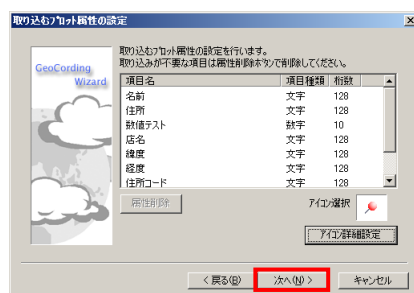 取り込むプロット属性の設定
GeoCording
Wizard
取り込むプロット属性の設定を行います。
取り込みが不要な項目は属性削除ボタンで削除してください。
項目名 項目種類 桁数
名前 文字 128
住所 文字 128
数値テスト 数字 10
店名 文字 128
緯度 文字 128
経度 文字 128
住所コード 文字 128
属性削除 アイコン選択
アイコン詳細設定
< 戻る(B) 次へ(N) > キャンセル